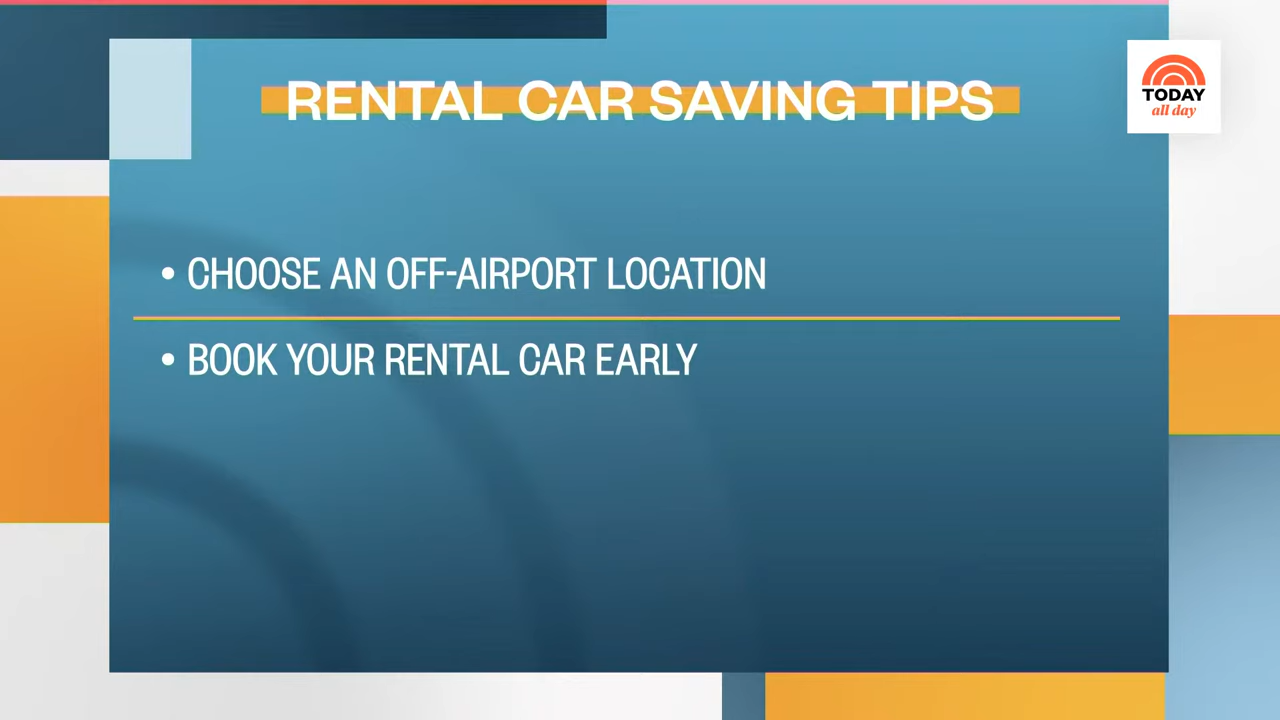 RENTAL CAR SAVING TIPS
TODAY
all day
• CHOOSE AN OFF-AIRPORT LOCATION
• BOOK YOUR RENTAL CAR EARLY